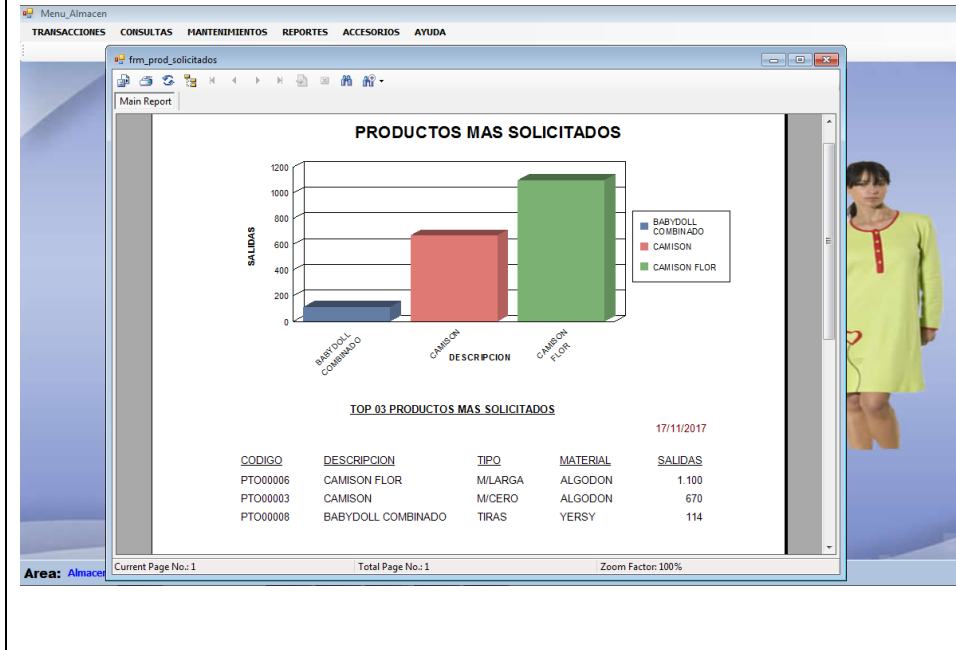 Menu_Almacen
TRANSACCIONES CONSULTAS MANTENIMIENTOS REPORTES ACCESORIOS AYUDA
frm_prod_solicitados
Main Report
PRODUCTOS MAS SOLICITADOS
1200
1000
800
600
400
200
0
SALIDAS
BABYDOLL
COMBINADO
CAMISON
CAMISON
FLOR
DESCRIPCION
BABYDOLL
COMBINADO
CAMISON
CAMISON FLOR
TOP 03 PRODUCTOS MAS SOLICITADOS
17/11/2017
CODIGO DESCRIPCION TIPO MATERIAL SALIDAS
PTO00006 CAMISON FLOR M/LARGA ALGODON 1.100
PTO00003 CAMISON M/CERO ALGODON 670
PTO00008 BABYDOLL COMBINADO TIRAS YERSY 114
Current Page No.: 1 Total Page No.: 1 Zoom Factor: 100%
Area: Almacen